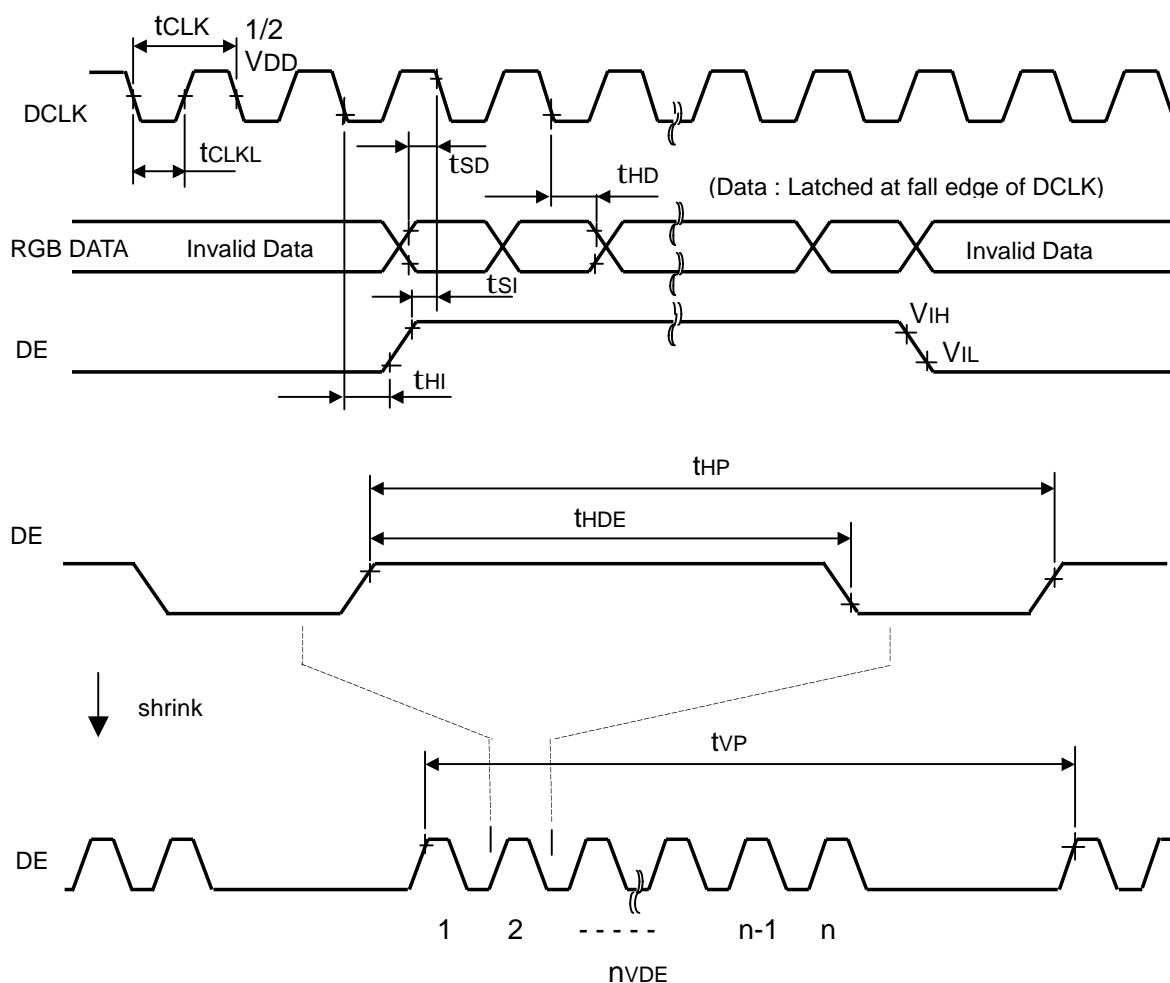 tCLK
1/2
VDD
DCLK
tCLKL
tSD
tHD
(Data : Latched at fall edge of DCLK)
RGB DATA
Invalid Data
Invalid Data
tSI
VIH
DE
VIL
tHI
tHP
tHDE
DE
shrink
tVP
DE
1 2 - - - - - n-1 n
nVDE